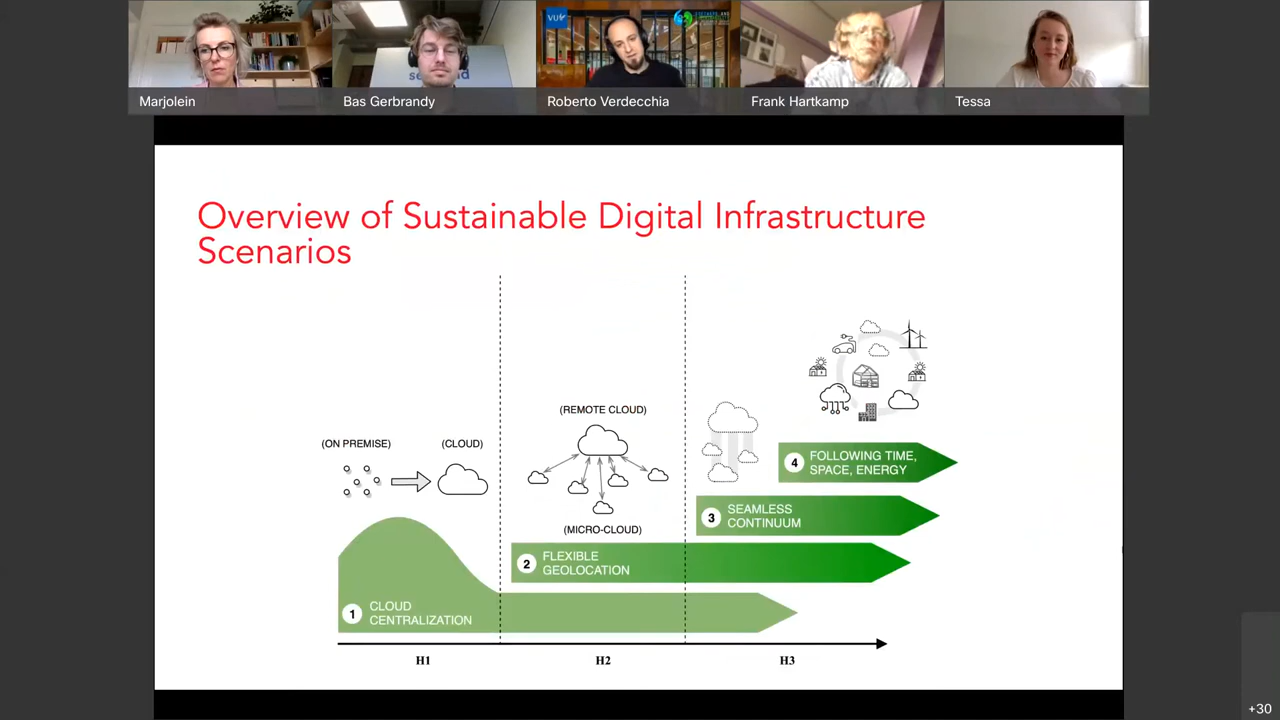 Marjolein
Bas Gerbrandy
Roberto Verdecchia
Frank Hartkamp
Tessa
VU
Overview of Sustainable Digital Infrastructure
Scenarios
(ON PREMISE)
(CLOUD)
(REMOTE CLOUD)
(MICRO-CLOUD)
4 FOLLOWING TIME,
SPACE, ENERGY
3 SEAMLESS
CONTINUUM
2 FLEXIBLE
GEOLOCATION
1 CLOUD
CENTRALIZATION
H1
H2
H3
+30